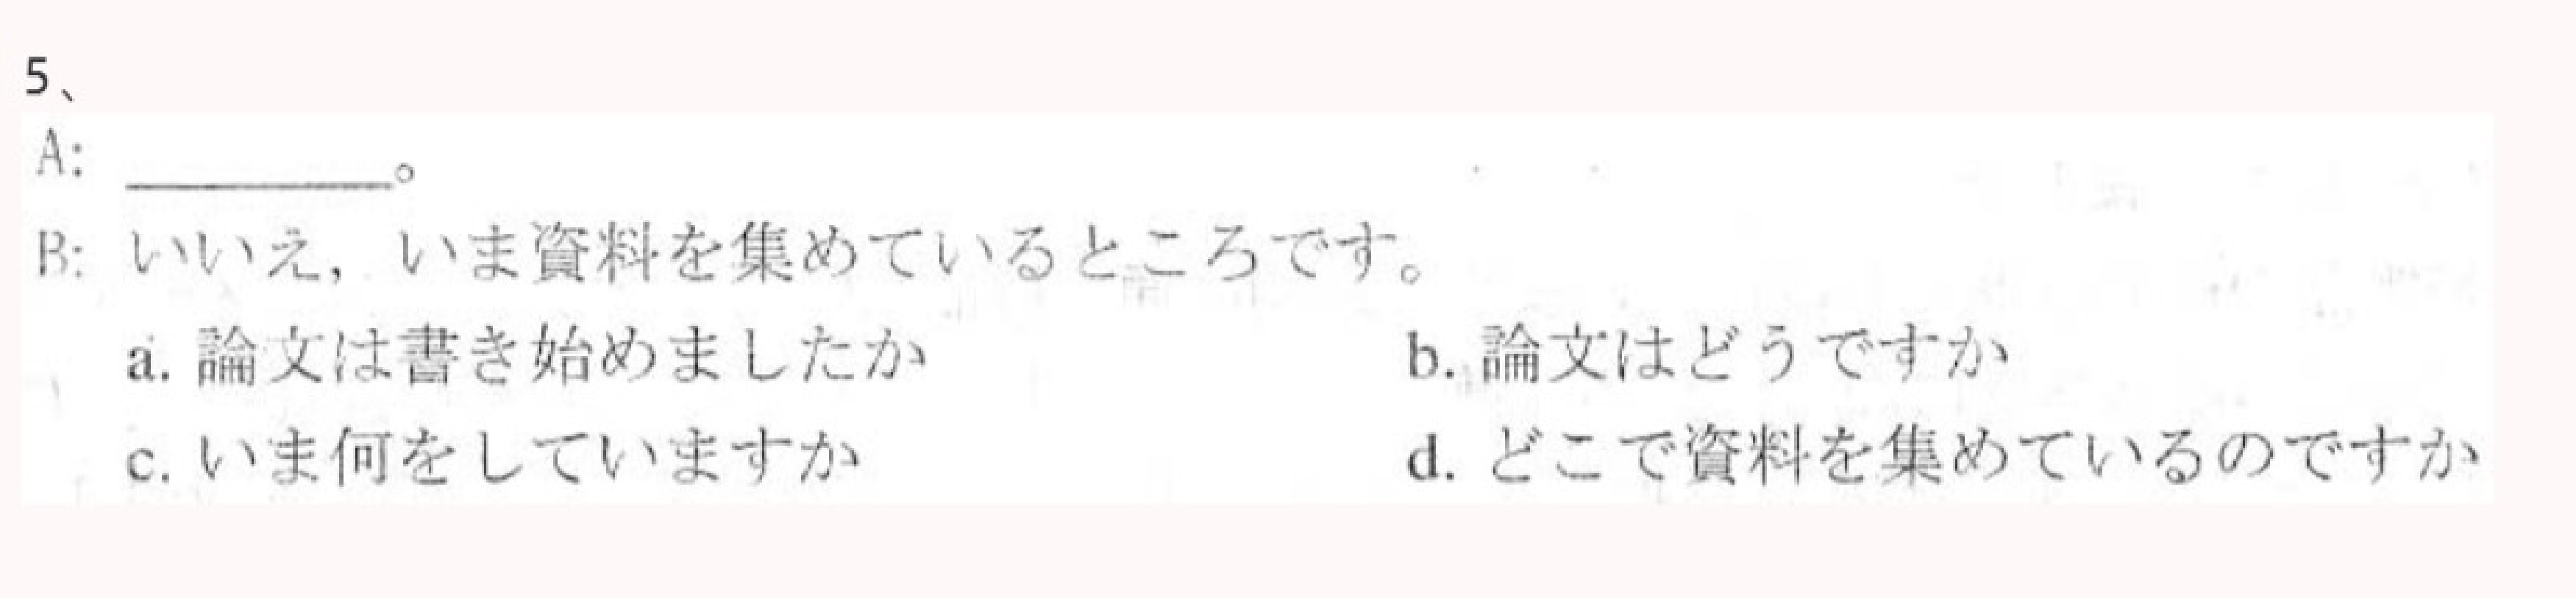 5、
A: ________。
B: いいえ，いま資料を集めているところです。
a. 論文は書き始めましたか　b. 論文はどうですか
c. いま何をしていますか　d. どこで資料を集めているのですか